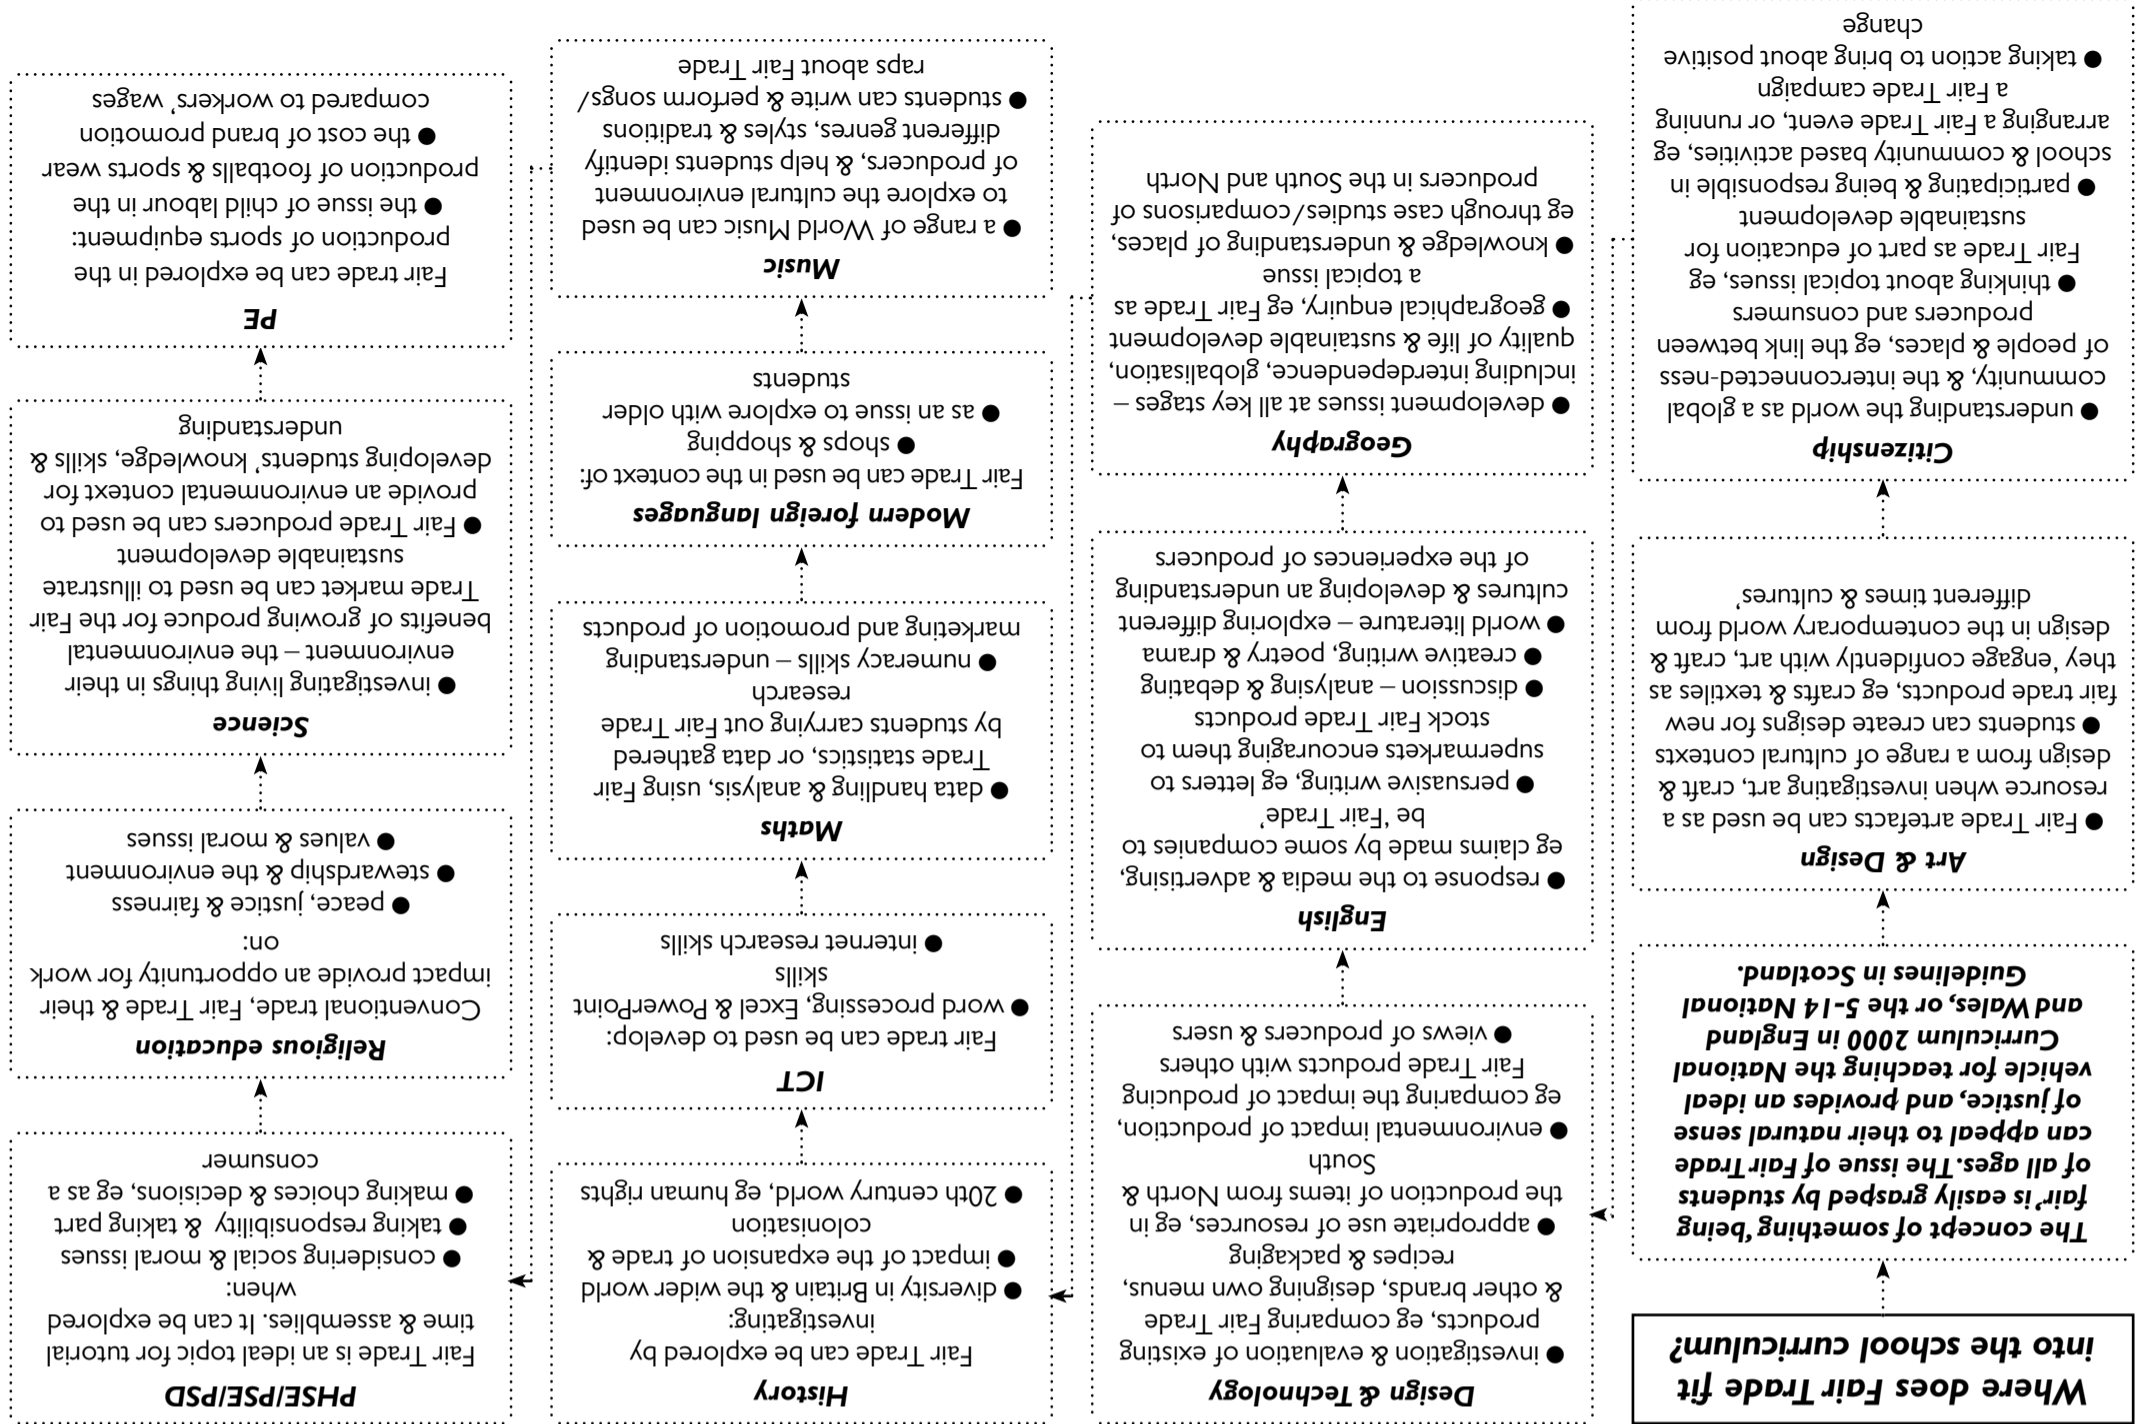 Where does Fair Trade fit
into the school curriculum?
The concept of something ‘being
fair’ is easily grasped by students
of all ages. The issue of Fair Trade
can appeal to their natural sense
of justice, and provides an ideal
vehicle for teaching the National
Curriculum 2000 in England
and Wales, or the 5-14 National
Guidelines in Scotland.
Art & Design
● Fair Trade artefacts can be used as a
resource when investigating art, craft &
design from a range of cultural contexts
● students can create designs for new
fair trade products, eg crafts & textiles as
they ‘engage confidently with art, craft &
design in the contemporary world from
different times & cultures’
Citizenship
● understanding the world as a global
community, & the interconnected-ness
of people & places, eg the link between
producers and consumers
● thinking about topical issues, eg
Fair Trade as part of education for
sustainable development
● participating & being responsible in
school & community based activities, eg
arranging a Fair Trade event, or running
a Fair Trade campaign
● taking action to bring about positive
change
Design & Technology
● investigation & evaluation of existing
products, eg comparing Fair Trade
& other brands, designing own menus,
recipes & packaging
● appropriate use of resources, eg in
the production of items from North &
South
● environmental impact of production,
eg comparing the impact of producing
Fair Trade products with others
● views of producers & users
English
● response to the media & advertising,
eg claims made by some companies to
be ‘Fair Trade’
● persuasive writing, eg letters to
supermarkets encouraging them to
stock Fair Trade products
● discussion – analysing & debating
● creative writing, poetry & drama
● world literature – exploring different
cultures & developing an understanding
of the experiences of producers
Geography
● development issues at all key stages –
including interdependence, globalisation,
quality of life & sustainable development
● geographical enquiry, eg Fair Trade as
a topical issue
● knowledge & understanding of places,
eg through case studies/comparisons of
producers in the South and North
History
Fair Trade can be explored by
investigating:
● diversity in Britain & the wider world
● impact of the expansion of trade &
colonisation
● 20th century world, eg human rights
ICT
Fair trade can be used to develop:
● word processing, Excel & PowerPoint
skills
● internet research skills
Maths
● data handling & analysis, using Fair
Trade statistics, or data gathered
by students carrying out Fair Trade
research
● numeracy skills – understanding
marketing and promotion of products
Modern foreign languages
Fair Trade can be used in the context of:
● shops & shopping
● as an issue to explore with older
students
Music
● a range of World Music can be used
to explore the cultural environment
of producers, & help students identify
different genres, styles & traditions
● students can write & perform songs/
raps about Fair Trade
PHSE/PSE/PSD
Fair Trade is an ideal topic for tutorial
time & assemblies. It can be explored
when:
● considering social & moral issues
● taking responsibility & taking part
● making choices & decisions, eg as a
consumer
Religious education
Conventional trade, Fair Trade & their
impact provide an opportunity for work
on:
● peace, justice & fairness
● stewardship & the environment
● values & moral issues
Science
● investigating living things in their
environment – the environmental
benefits of growing produce for the Fair
Trade market can be used to illustrate
sustainable development
● Fair Trade producers can be used to
provide an environmental context for
developing students’ knowledge, skills &
understanding
PE
Fair trade can be explored in the
production of sports equipment:
● the issue of child labour in the
production of footballs & sports wear
● the cost of brand promotion
compared to workers’ wages